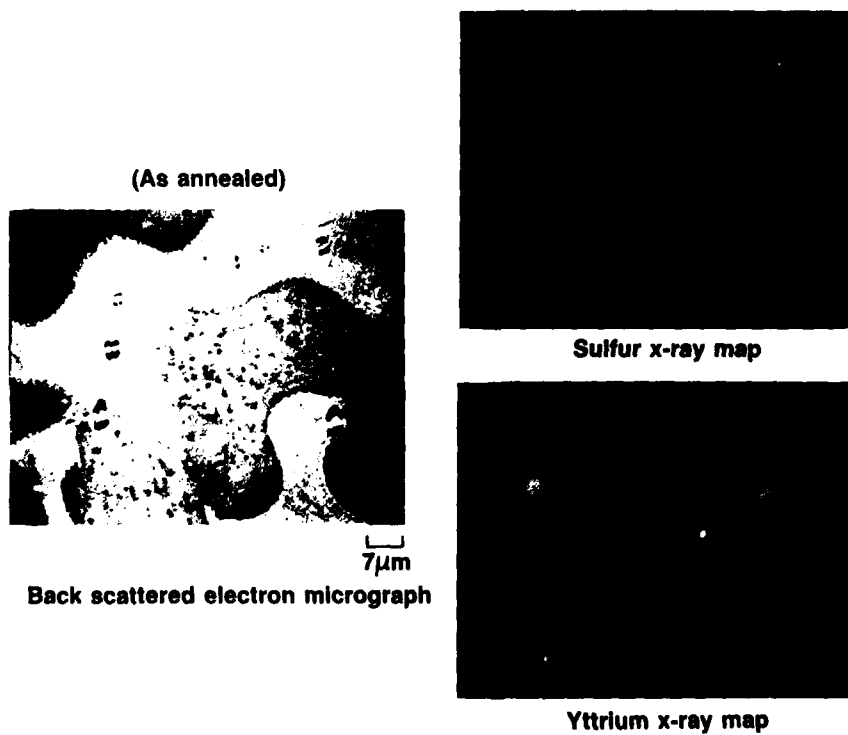 (As annealed)
7μm
Back scattered electron micrograph
Sulfur x-ray map
Yttrium x-ray map